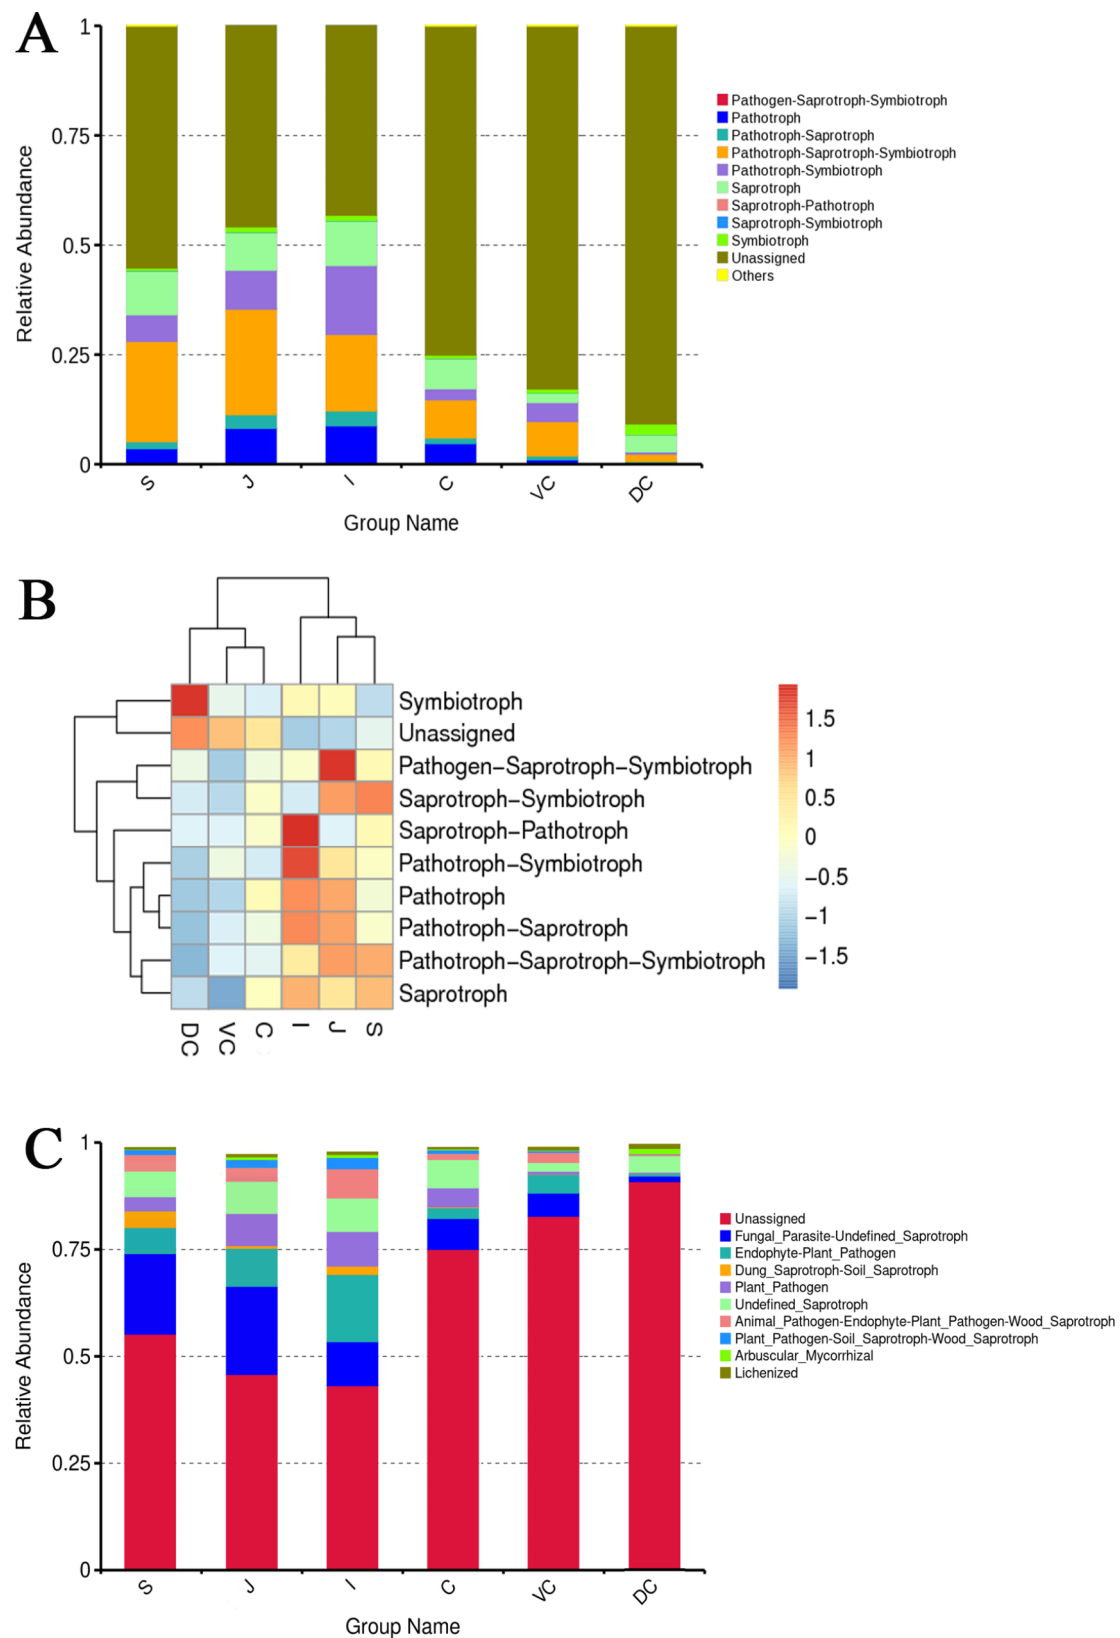 A
1
0.75
0.5
0.25
0
Relative Abundance
S
J
I
C
VC
DC
Group Name
Pathogen-Saprotroph-Symbiotroph
Pathotroph
Pathotroph-Saprotroph
Pathotroph-Saprotroph-Symbiotroph
Pathotroph-Symbiotroph
Saprotroph
Saprotroph-Pathotroph
Saprotroph-Symbiotroph
Symbiotroph
Unassigned
Others
B
Symbiotroph
Unassigned
Pathogen−Saprotroph−Symbiotroph
Saprotroph−Symbiotroph
Saprotroph−Pathotroph
Pathotroph−Symbiotroph
Pathotroph
Pathotroph−Saprotroph
Pathotroph−Saprotroph−Symbiotroph
Saprotroph
DC
VC
C
I
J
S
1.5
1
0.5
0
−0.5
−1
−1.5
C
1
0.75
0.5
0.25
0
Relative Abundance
S
J
I
C
VC
DC
Group Name
Unassigned
Fungal_Parasite-Undefined_Saprotroph
Endophyte-Plant_Pathogen
Dung_Saprotroph-Soil_Saprotroph
Plant_Pathogen
Undefined_Saprotroph
Animal_Pathogen-Endophyte-Plant_Pathogen-Wood_Saprotroph
Plant_Pathogen-Soil_Saprotroph-Wood_Saprotroph
Arbuscular_Mycorrhizal
Lichenized